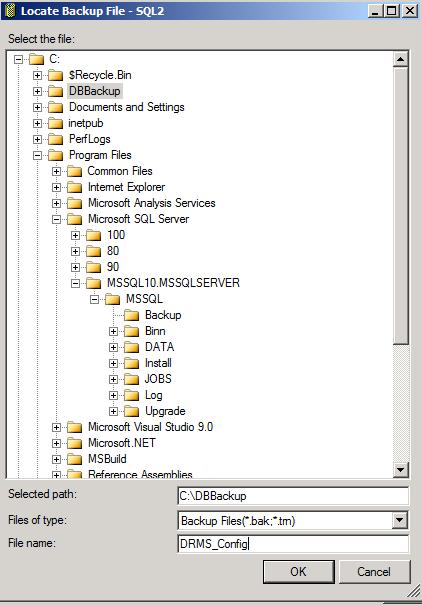 Locate Backup File - SQL2
Select the file:
C:
$Recycle.Bin
DBBackup
Documents and Settings
inetpub
PerfLogs
Program Files
Common Files
Internet Explorer
Microsoft Analysis Services
Microsoft SQL Server
100
80
90
MSSQL10.MSSQLSERVER
MSSQL
Backup
Binn
DATA
Install
JOBS
Log
Upgrade
Microsoft Visual Studio 9.0
Microsoft.NET
MSBuild
Reference Assemblies
Selected path: C:\DBBackup
Files of type: Backup Files(*.bak;*.trn)
File name: DRMS_Config
OK Cancel